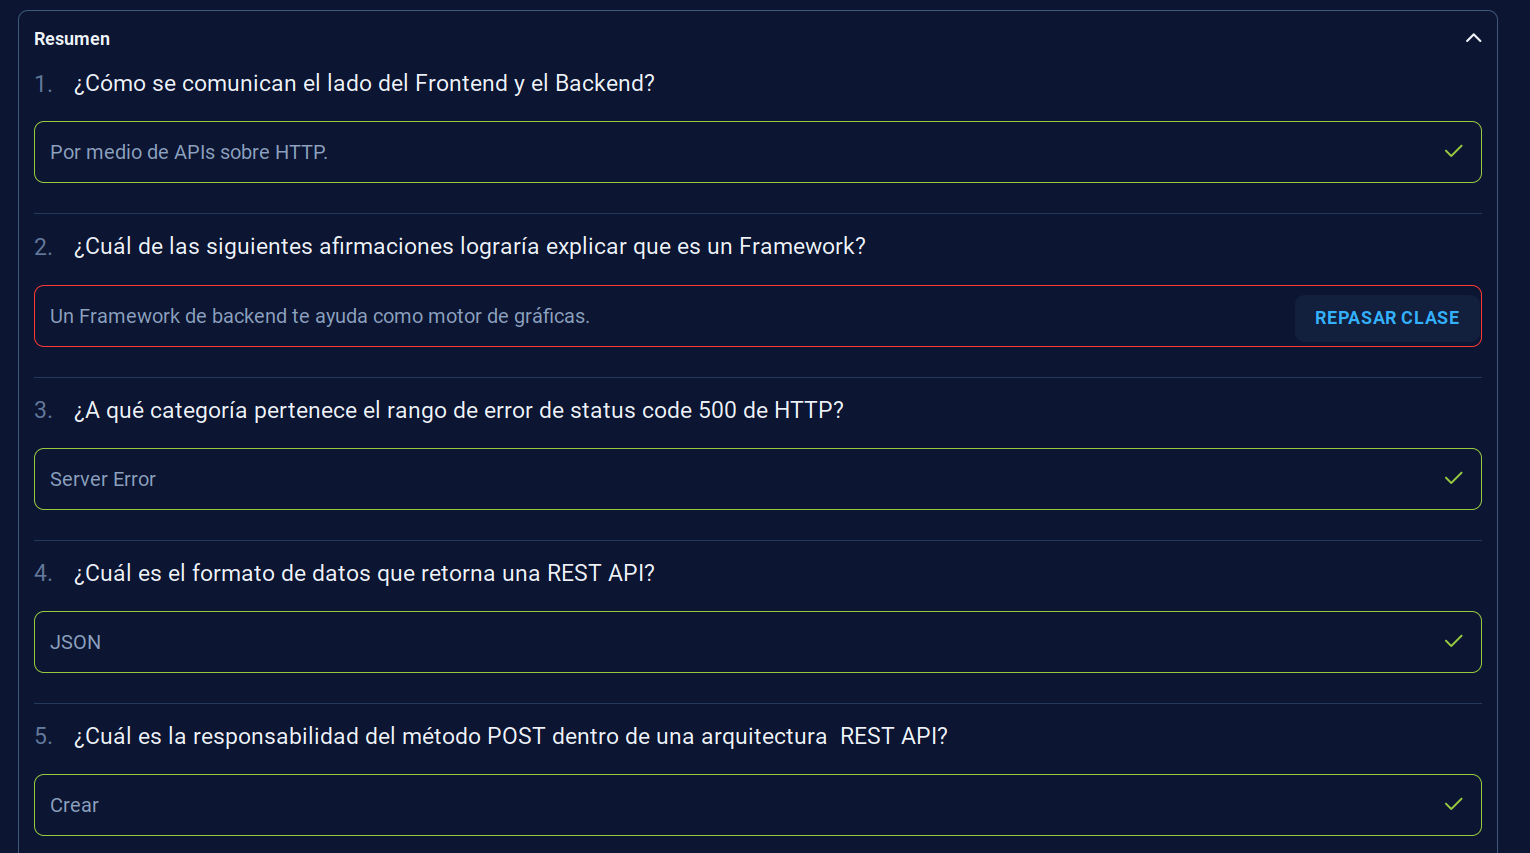 Resumen
1. ¿Cómo se comunican el lado del Frontend y el Backend?
Por medio de APIs sobre HTTP.
2. ¿Cuál de las siguientes afirmaciones lograría explicar que es un Framework?
Un Framework de backend te ayuda como motor de gráficas.
REPASAR CLASE
3. ¿A qué categoría pertenece el rango de error de status code 500 de HTTP?
Server Error
4. ¿Cuál es el formato de datos que retorna una REST API?
JSON
5. ¿Cuál es la responsabilidad del método POST dentro de una arquitectura  REST API?
Crear